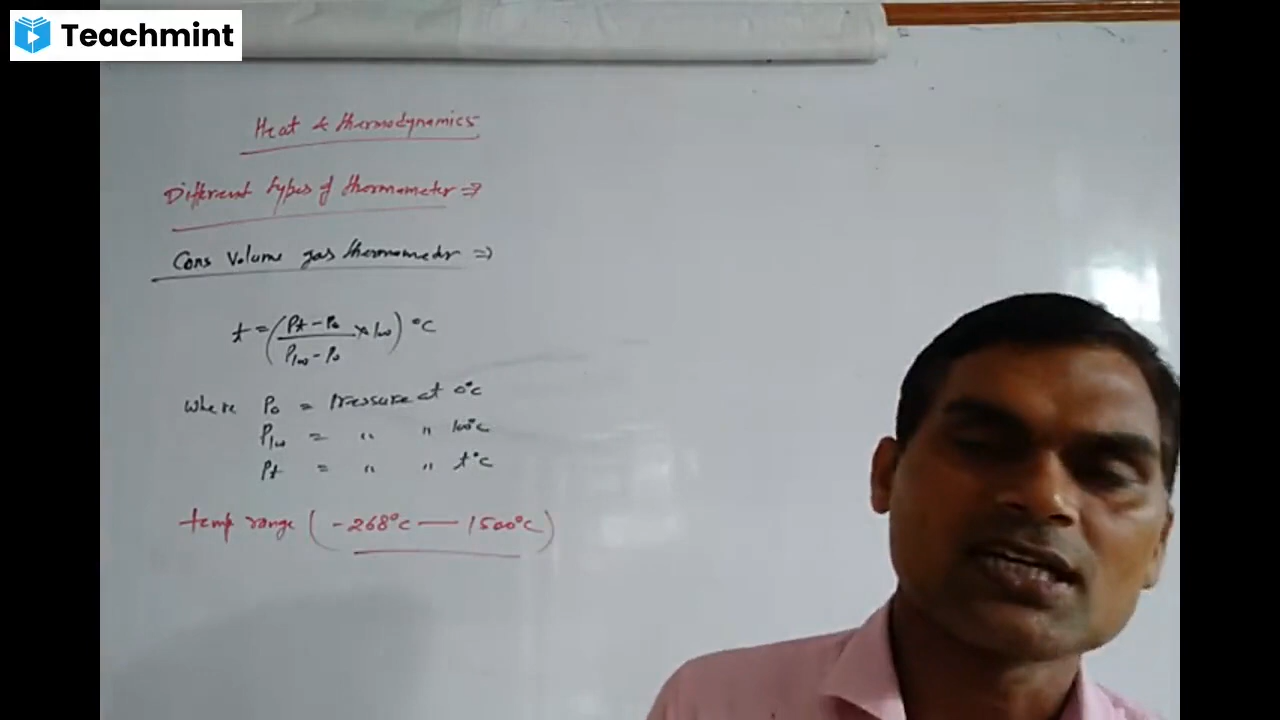 Teachmint
Heat & thermodynamics
Different types of thermometer ⇒
Cons Volume gas thermometer ⇒
t = ( (Pt - P0) / (P100 - P0) × 100 ) °C
where P0 = Pressure at 0°C
P100 = " " 100°C
Pt = " " t°C
temp range ( -268°C — 1500°C )